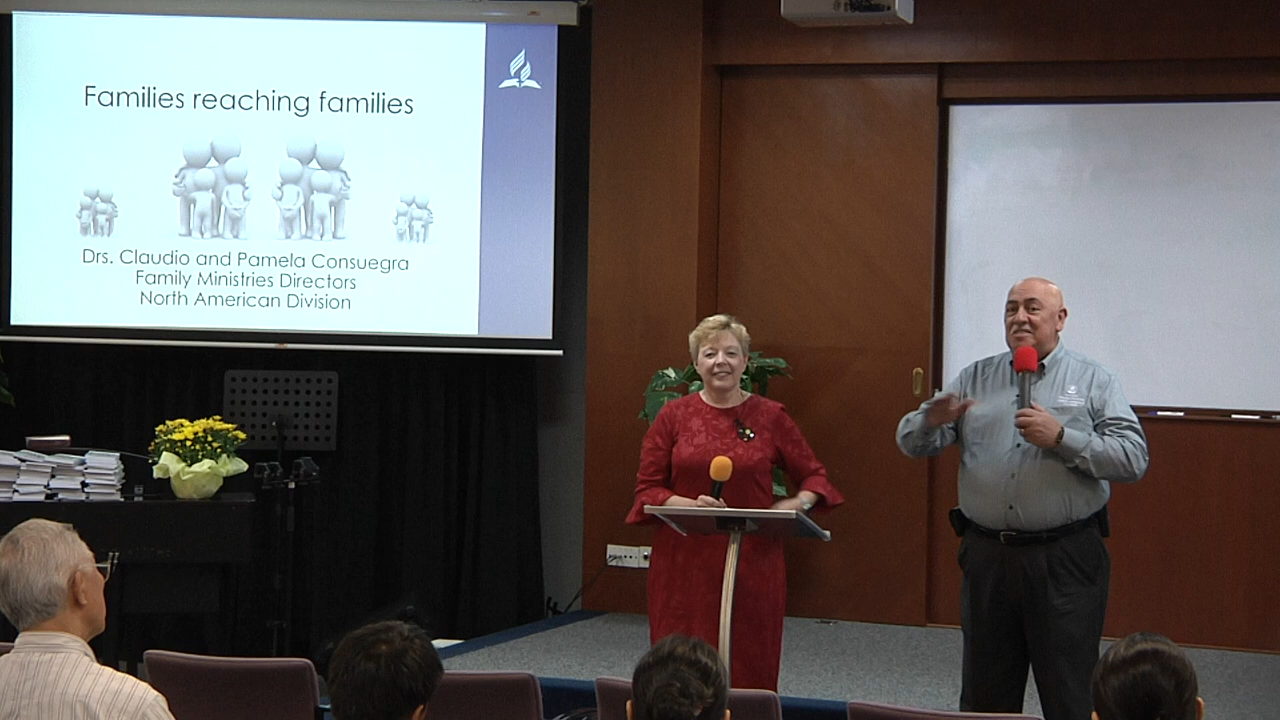 Families reaching families
Drs. Claudio and Pamela Consuegra
Family Ministries Directors
North American Division